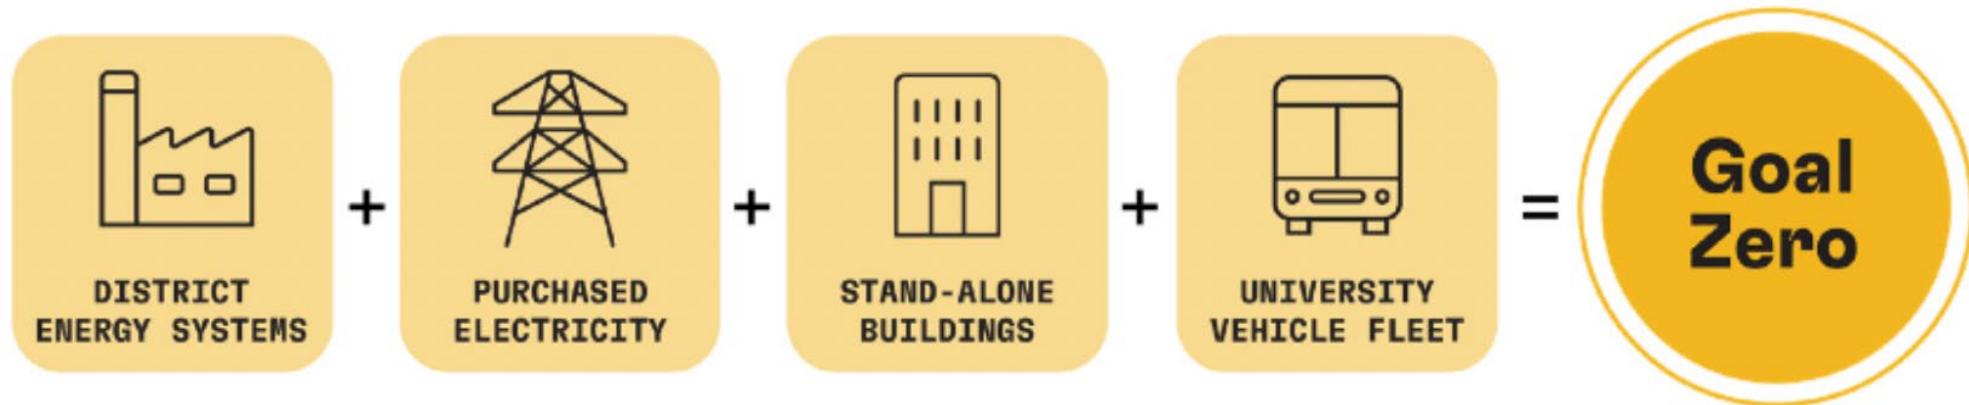 DISTRICT
ENERGY SYSTEMS
+
PURCHASED
ELECTRICITY
+
STAND-ALONE
BUILDINGS
+
UNIVERSITY
VEHICLE FLEET
=
Goal
Zero